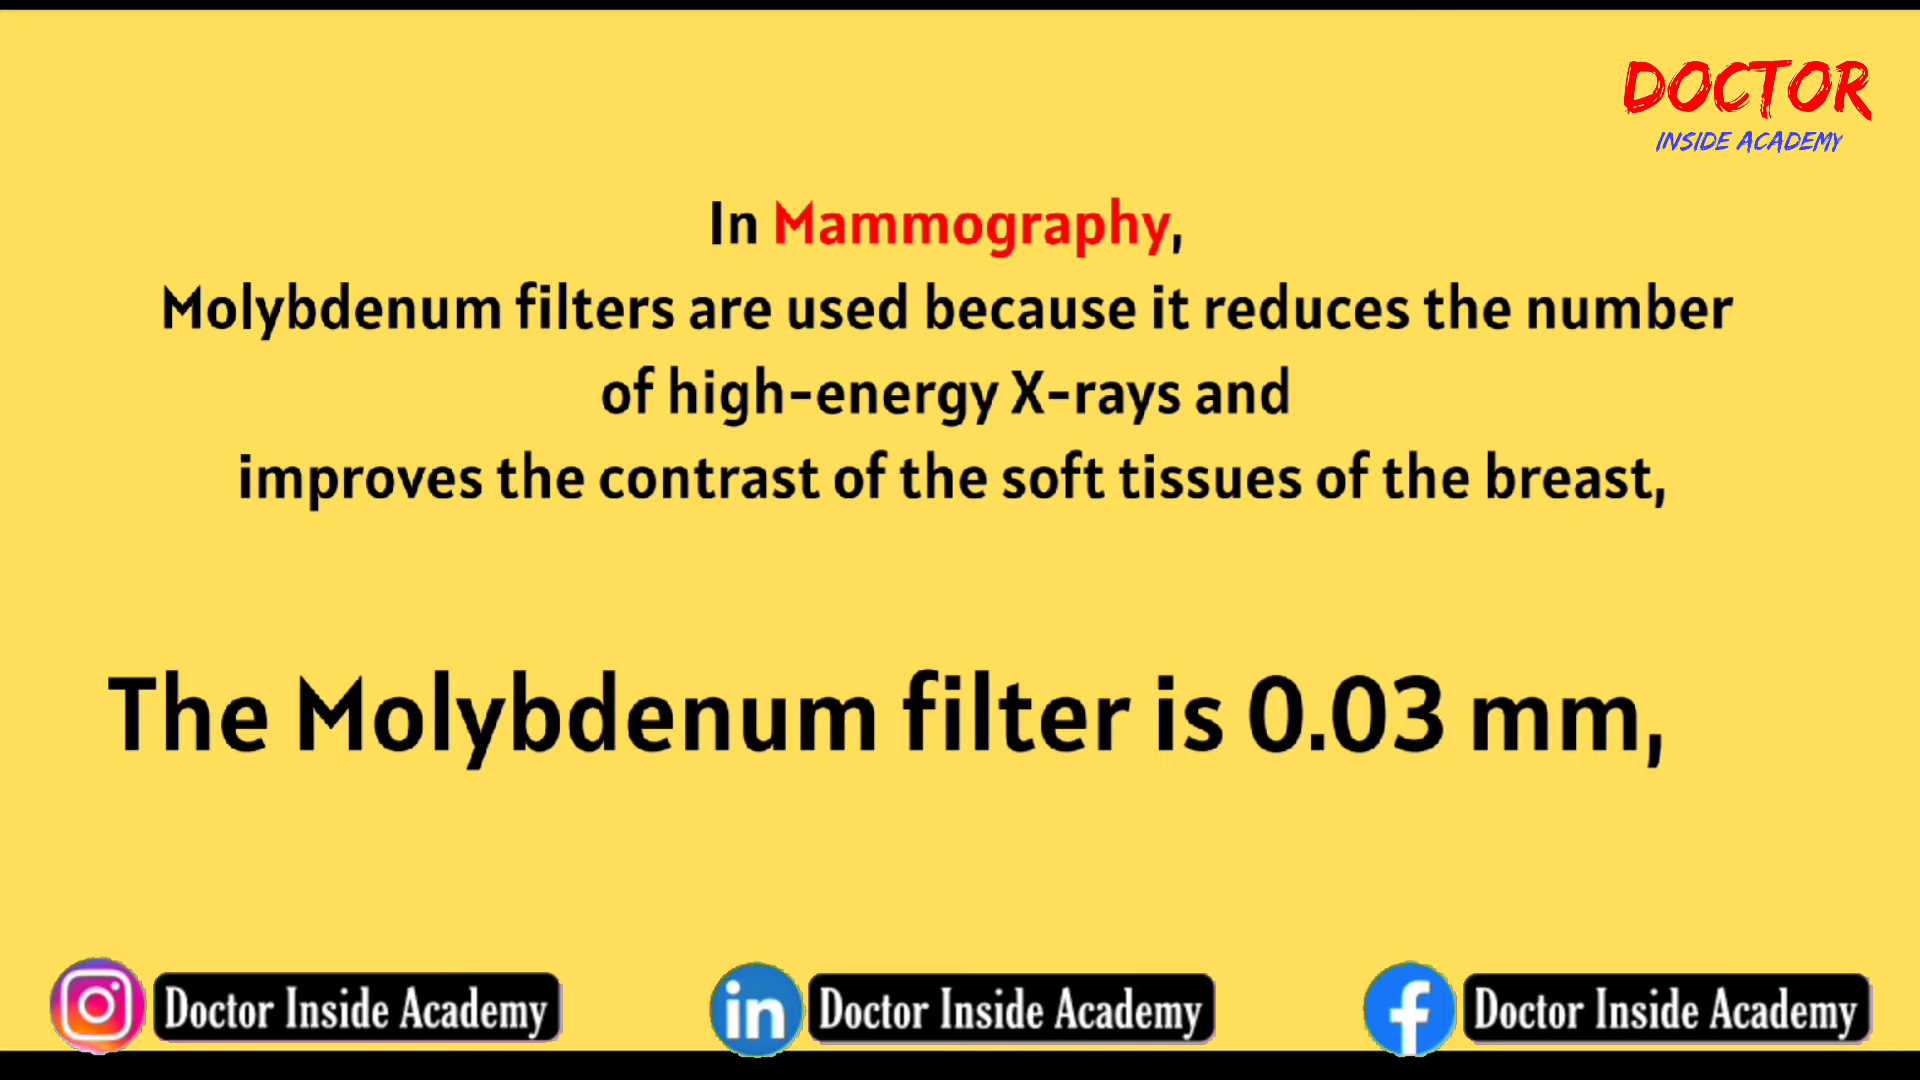 DOCTOR
INSIDE ACADEMY
In Mammography,
Molybdenum filters are used because it reduces the number
of high-energy X-rays and
improves the contrast of the soft tissues of the breast,
The Molybdenum filter is 0.03 mm,
Doctor Inside Academy
in Doctor Inside Academy
f Doctor Inside Academy